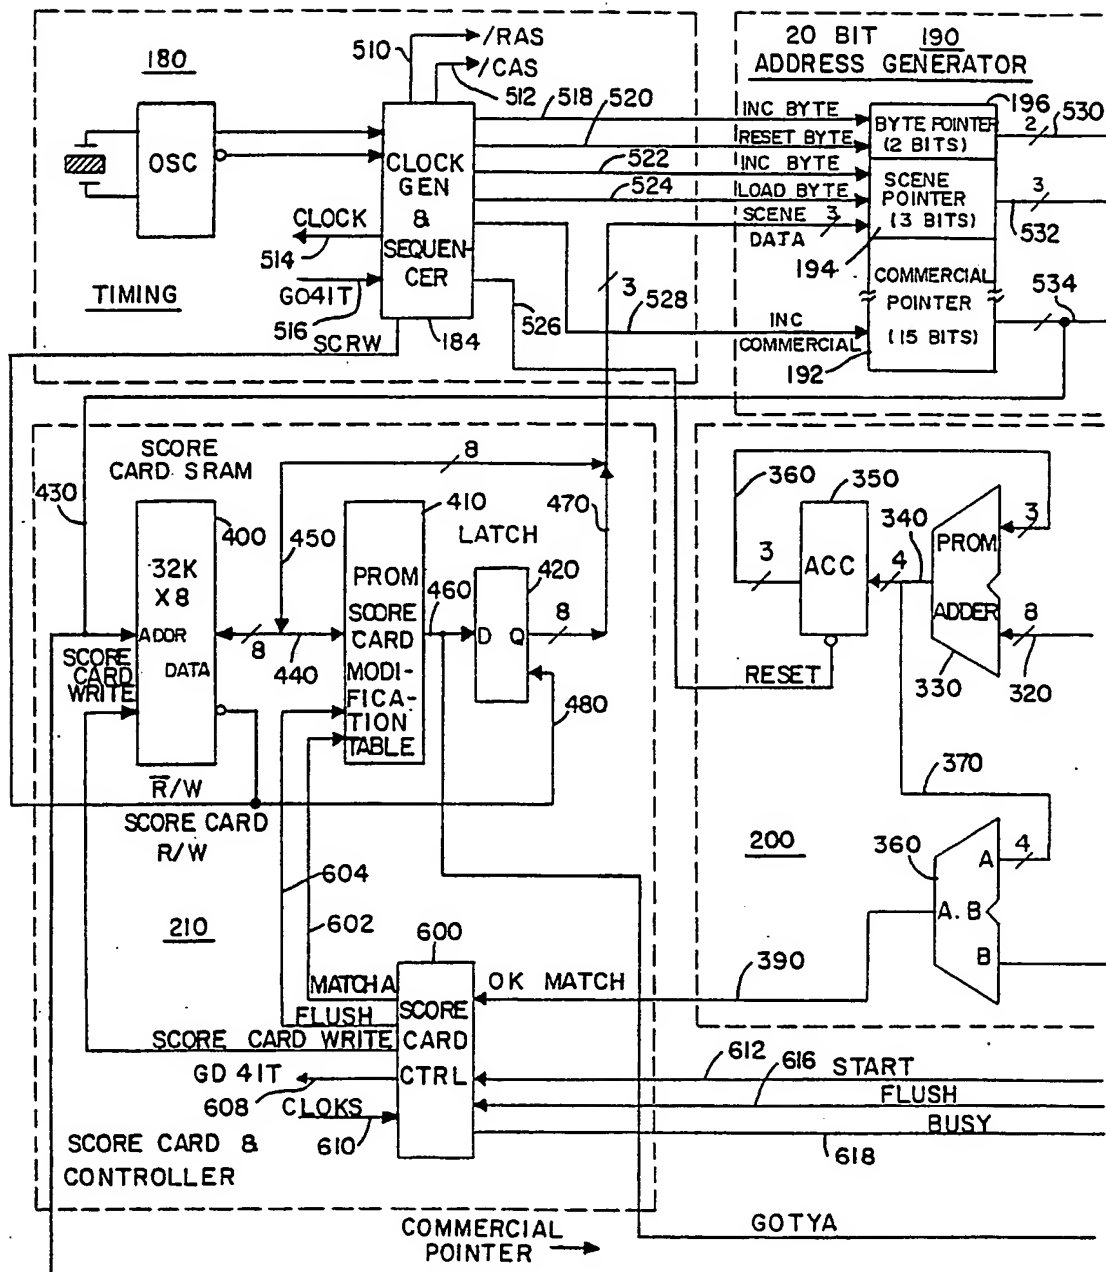 510
/RAS
/CAS
512
518
520
180
OSC
CLOCK
GEN
&
SEQUEN-
CER
CLOCK
514
GO41T
516
SCRW
184
TIMING
522
524
526
528
3
20 BIT 190
ADDRESS GENERATOR
196
INC BYTE
RESET BYTE
INC BYTE
LOAD BYTE
SCENE 3
DATA
BYTE POINTER
(2 BITS)
SCENE
POINTER
(3 BITS)
194
COMMERCIAL
POINTER
(15 BITS)
INC
COMMERCIAL
192
2
530
3
532
534
SCORE
CARD SRAM
430
400
32K
X 8
ADDR
DATA
SCORE
CARD
WRITE
R̅/W
SCORE CARD
R/W
450
8
8
440
410
PROM
SCORE
CARD
MODI-
FICA-
TION
TABLE
LATCH
460
420
D Q
8
470
480
604
602
210
600
MATCHA
FLUSH
SCORE CARD WRITE
SCORE
CARD
CTRL
GD 41T
608
CLOKS
610
SCORE CARD &
CONTROLLER
OK MATCH
390
612
START
616
FLUSH
BUSY
618
360
350
ACC
3
340
4
PROM
ADDER
3
8
330
320
RESET
370
200
360
A
4
A.B
B
COMMERCIAL
POINTER
GOTYA